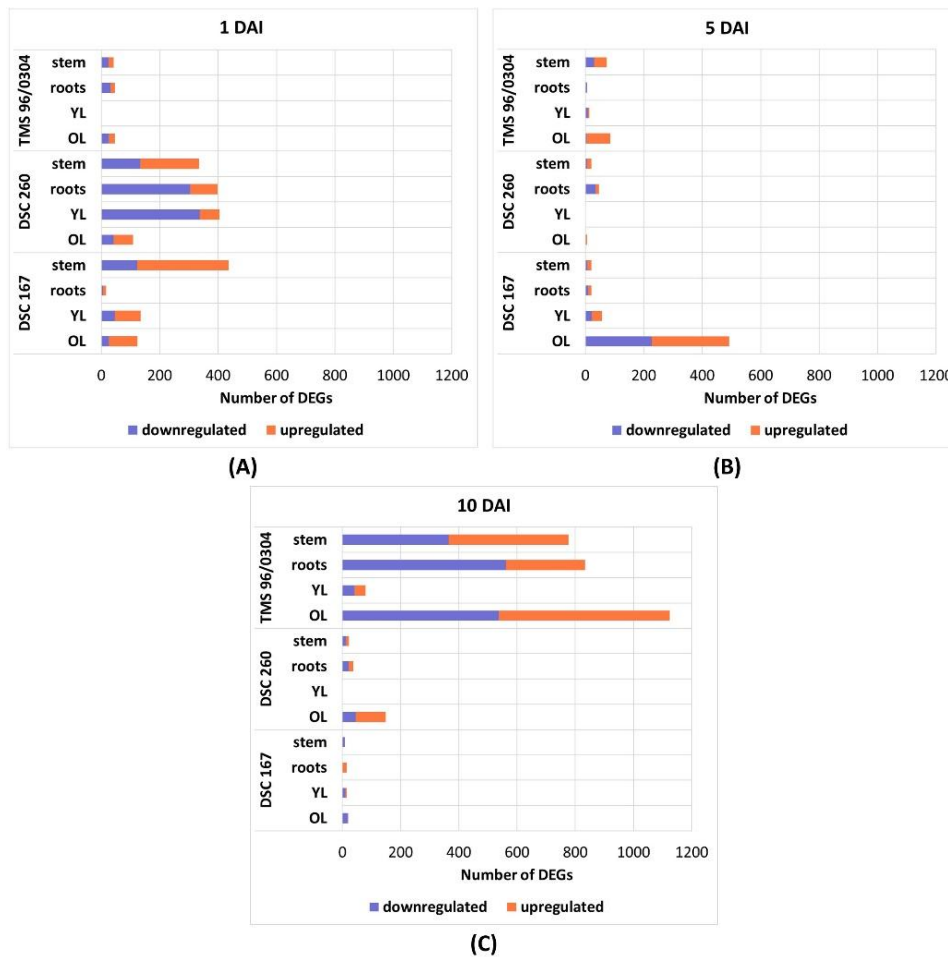 1 DAI
TMS 96/0304
stem
roots
YL
OL
DSC 260
stem
roots
YL
OL
DSC 167
stem
roots
YL
OL
0 200 400 600 800 1000 1200
Number of DEGs
downregulated upregulated
(A)
5 DAI
TMS 96/0304
stem
roots
YL
OL
DSC 260
stem
roots
YL
OL
DSC 167
stem
roots
YL
OL
0 200 400 600 800 1000 1200
Number of DEGs
downregulated upregulated
(B)
10 DAI
TMS 96/0304
stem
roots
YL
OL
DSC 260
stem
roots
YL
OL
DSC 167
stem
roots
YL
OL
0 200 400 600 800 1000 1200
Number of DEGs
downregulated upregulated
(C)